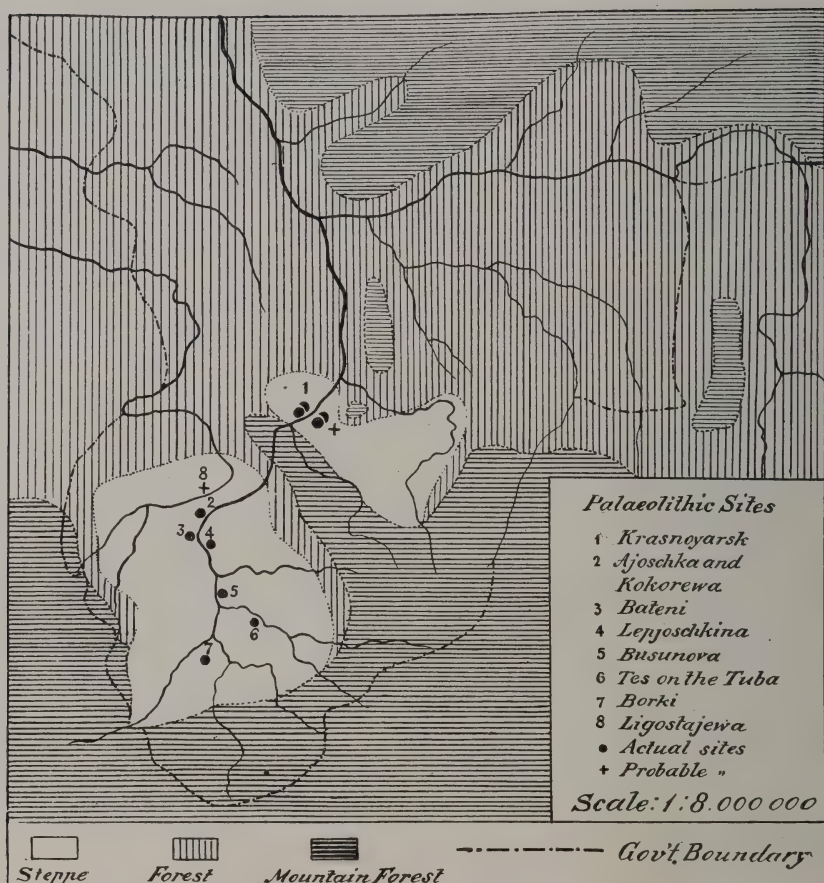 1
8
2
3
4
5
6
7
Palaeolithic Sites
1 Krasnoyarsk
2 Ajoschka and
Kokorewa
3 Bateni
4 Lepjoschkina
5 Busunova
6 Tes on the Tuba
7 Borki
8 Ligostajewa
• Actual sites
+ Probable "
Scale: 1:8.000 000
Steppe
Forest
Mountain Forest
Gov't. Boundary